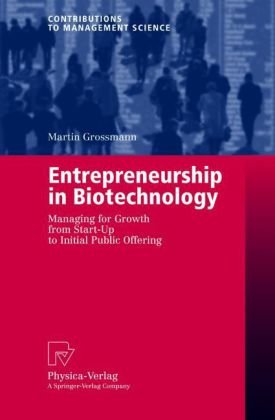 CONTRIBUTIONS
TO MANAGEMENT SCIENCE
Martin Grossmann
Entrepreneurship
in Biotechnology
Managing for Growth
from Start-Up
to Initial Public Offering
Physica-Verlag
A Springer-Verlag Company